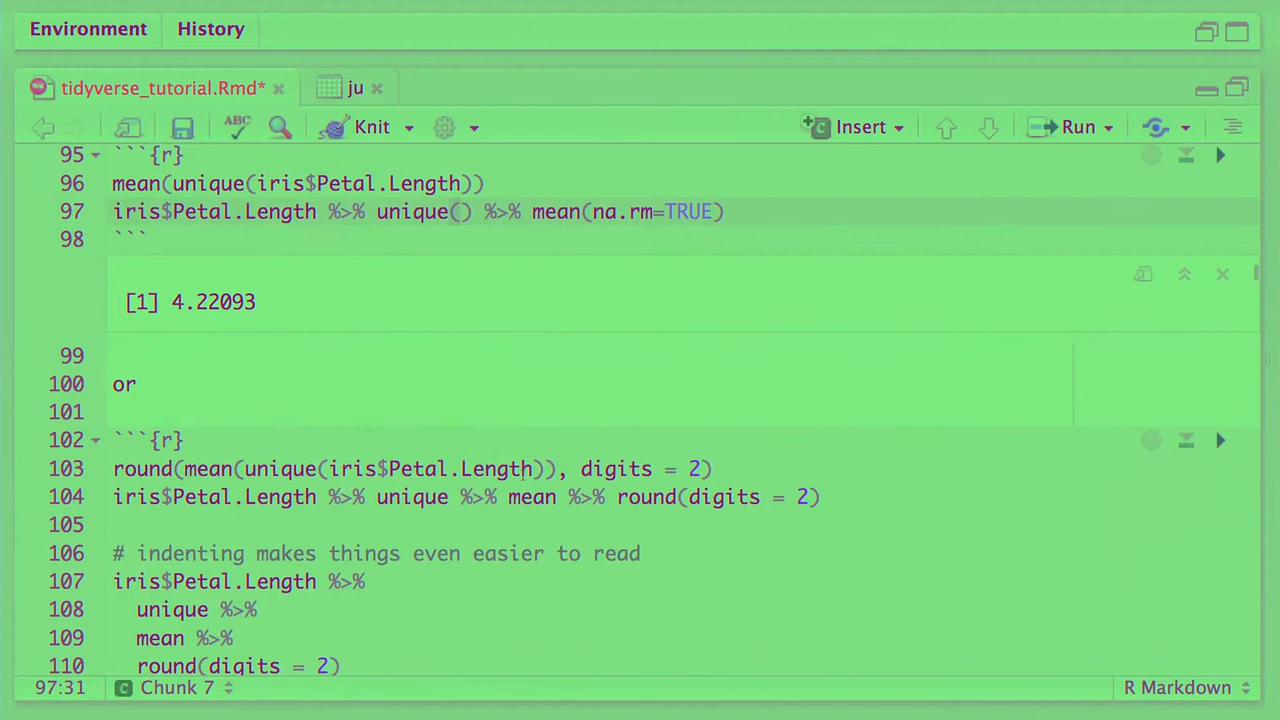 Environment History
tidyverse_tutorial.Rmd* ju
ABC Knit Insert Run
95 ```{r}
96 mean(unique(iris$Petal.Length))
97 iris$Petal.Length %>% unique() %>% mean(na.rm=TRUE)
98 ```
[1] 4.22093
99
100 or
101
102 ```{r}
103 round(mean(unique(iris$Petal.Length)), digits = 2)
104 iris$Petal.Length %>% unique %>% mean %>% round(digits = 2)
105
106 # indenting makes things even easier to read
107 iris$Petal.Length %>%
108 unique %>%
109 mean %>%
110 round(digits = 2)
97:31 C Chunk 7 R Markdown